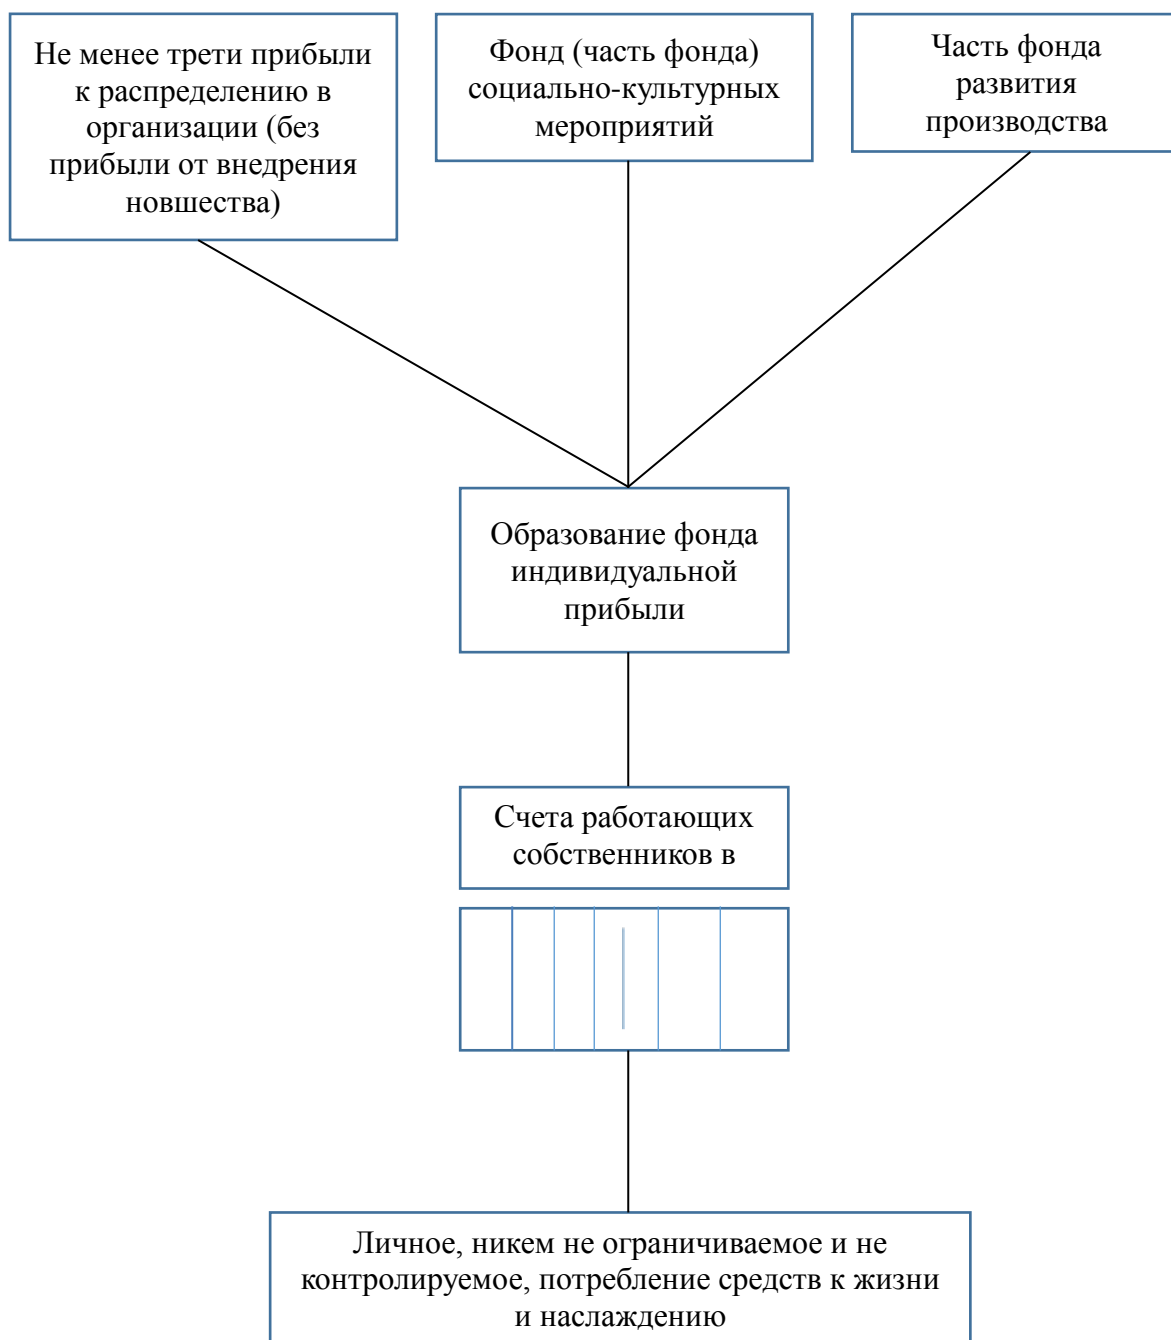 Не менее трети прибыли
к распределению в
организации (без
прибыли от внедрения
новшества)
Фонд (часть фонда)
социально-культурных
мероприятий
Часть фонда
развития
производства
Образование фонда
индивидуальной
прибыли
Счета работающих
собственников в
Личное, никем не ограничиваемое и не
контролируемое, потребление средств к жизни
и наслаждению